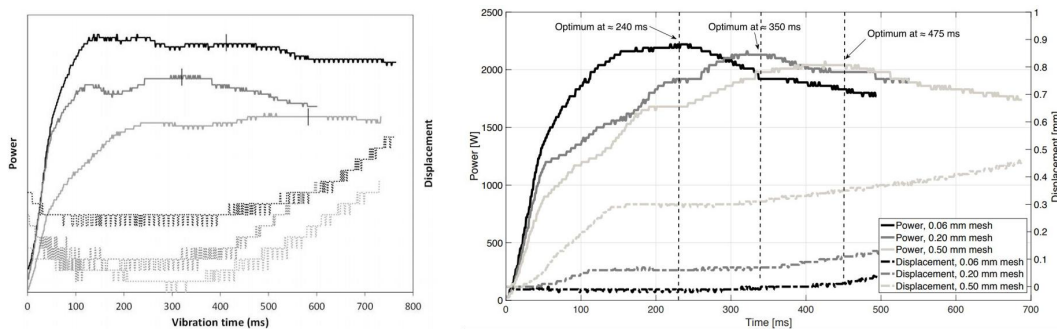 Power
Displacement
0 100 200 300 400 500 600 700 800
Vibration time (ms)
2500
2000
1500
1000
500
0
Power [W]
Optimum at ≈ 240 ms
Optimum at ≈ 350 ms
Optimum at ≈ 475 ms
1
0.9
0.8
0.7
0.6
0.5
0.4
0.3
0.2
0.1
0
Displacement [mm]
Power, 0.06 mm mesh
Power, 0.20 mm mesh
Power, 0.50 mm mesh
Displacement, 0.06 mm mesh
Displacement, 0.20 mm mesh
Displacement, 0.50 mm mesh
0 100 200 300 400 500 600 700
Time [ms]